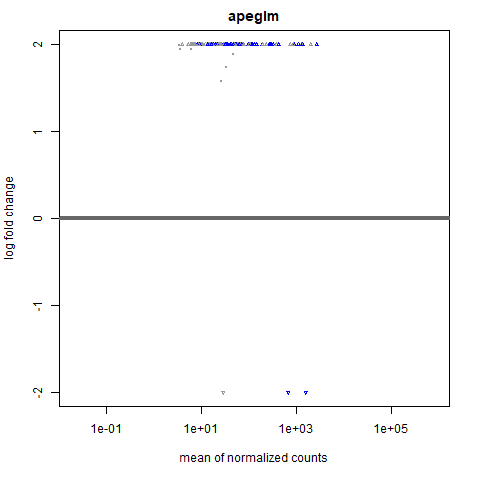 apeglm
2
1
0
-1
-2
log fold change
1e-01
1e+01
1e+03
1e+05
mean of normalized counts